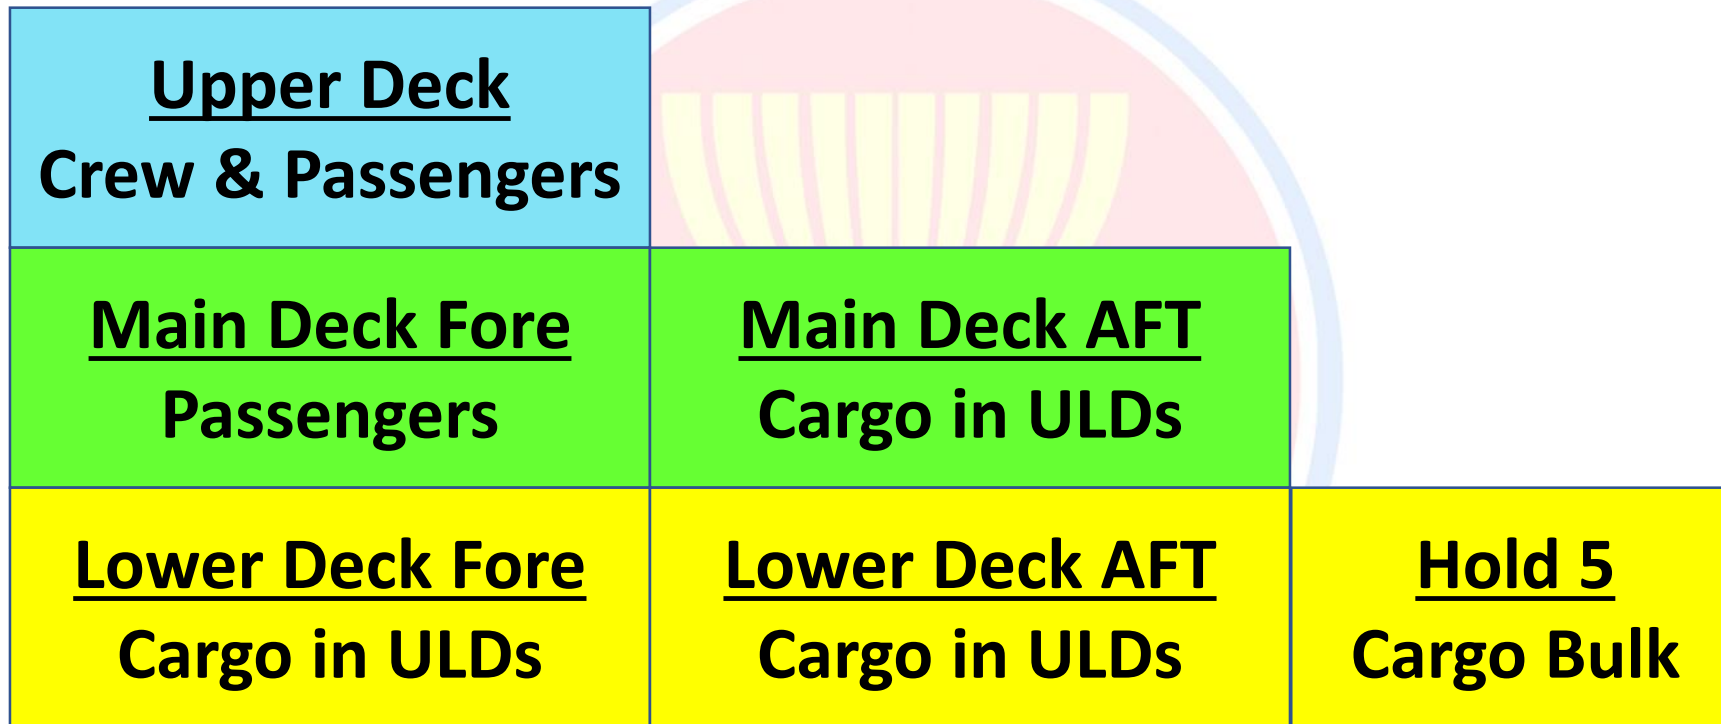 Upper Deck
Crew & Passengers
Main Deck Fore
Passengers
Main Deck AFT
Cargo in ULDs
Lower Deck Fore
Cargo in ULDs
Lower Deck AFT
Cargo in ULDs
Hold 5
Cargo Bulk